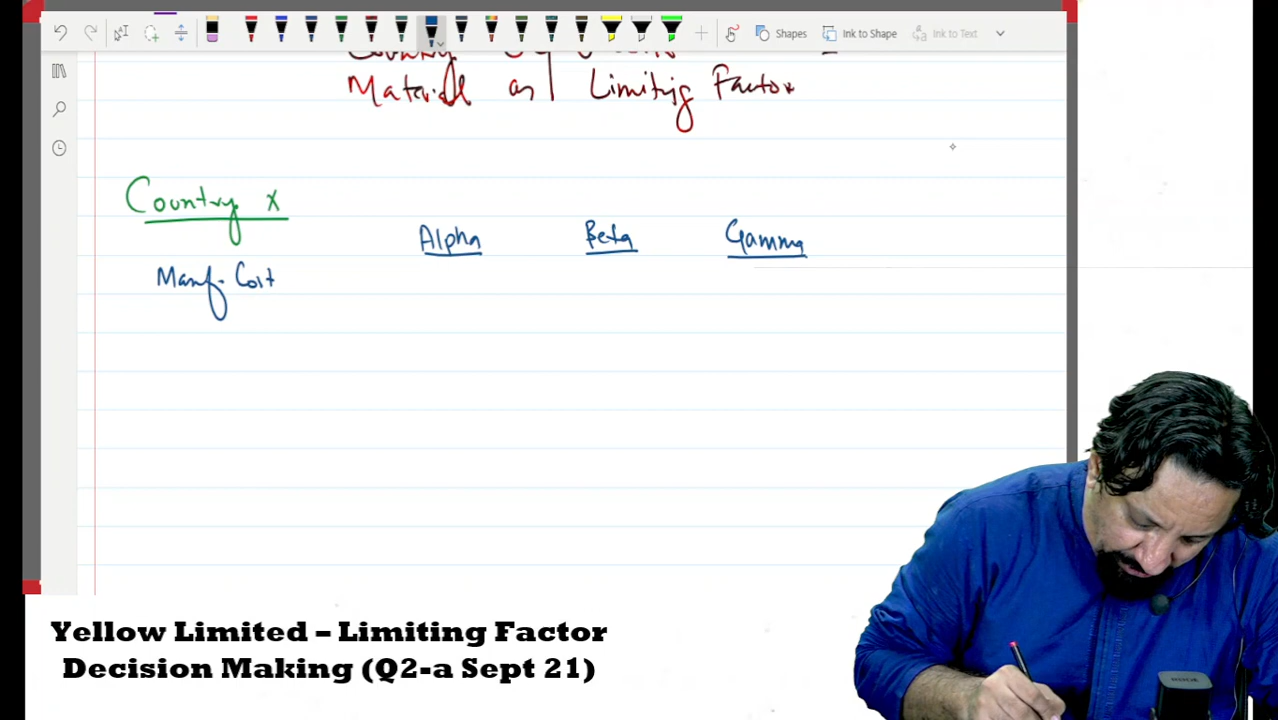 Shapes Ink to Shape Ink to Text
Country
Material as Limiting Factor
Country X
Alpha Beta Gamma
Manf. Cost
Yellow Limited – Limiting Factor
Decision Making (Q2-a Sept 21)